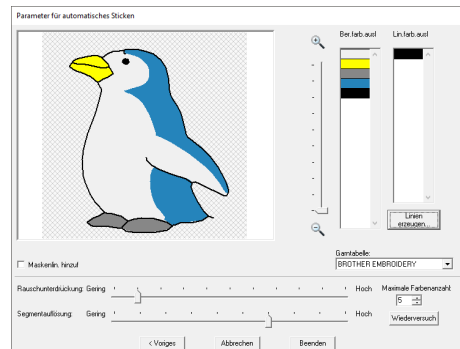 Parameter für automatisches Sticken
Ber.farb.ausl
Lin.farb.ausl
Linien
erzeugen...
Maskenlin. hinzuf
Garntabelle:
BROTHER EMBROIDERY
Rauschunterdrückung: Gering
Hoch
Maximale Farbenanzahl
5
Segmentauflösung: Gering
Hoch
Wiederversuch
< Voriges
Abbrechen
Beenden